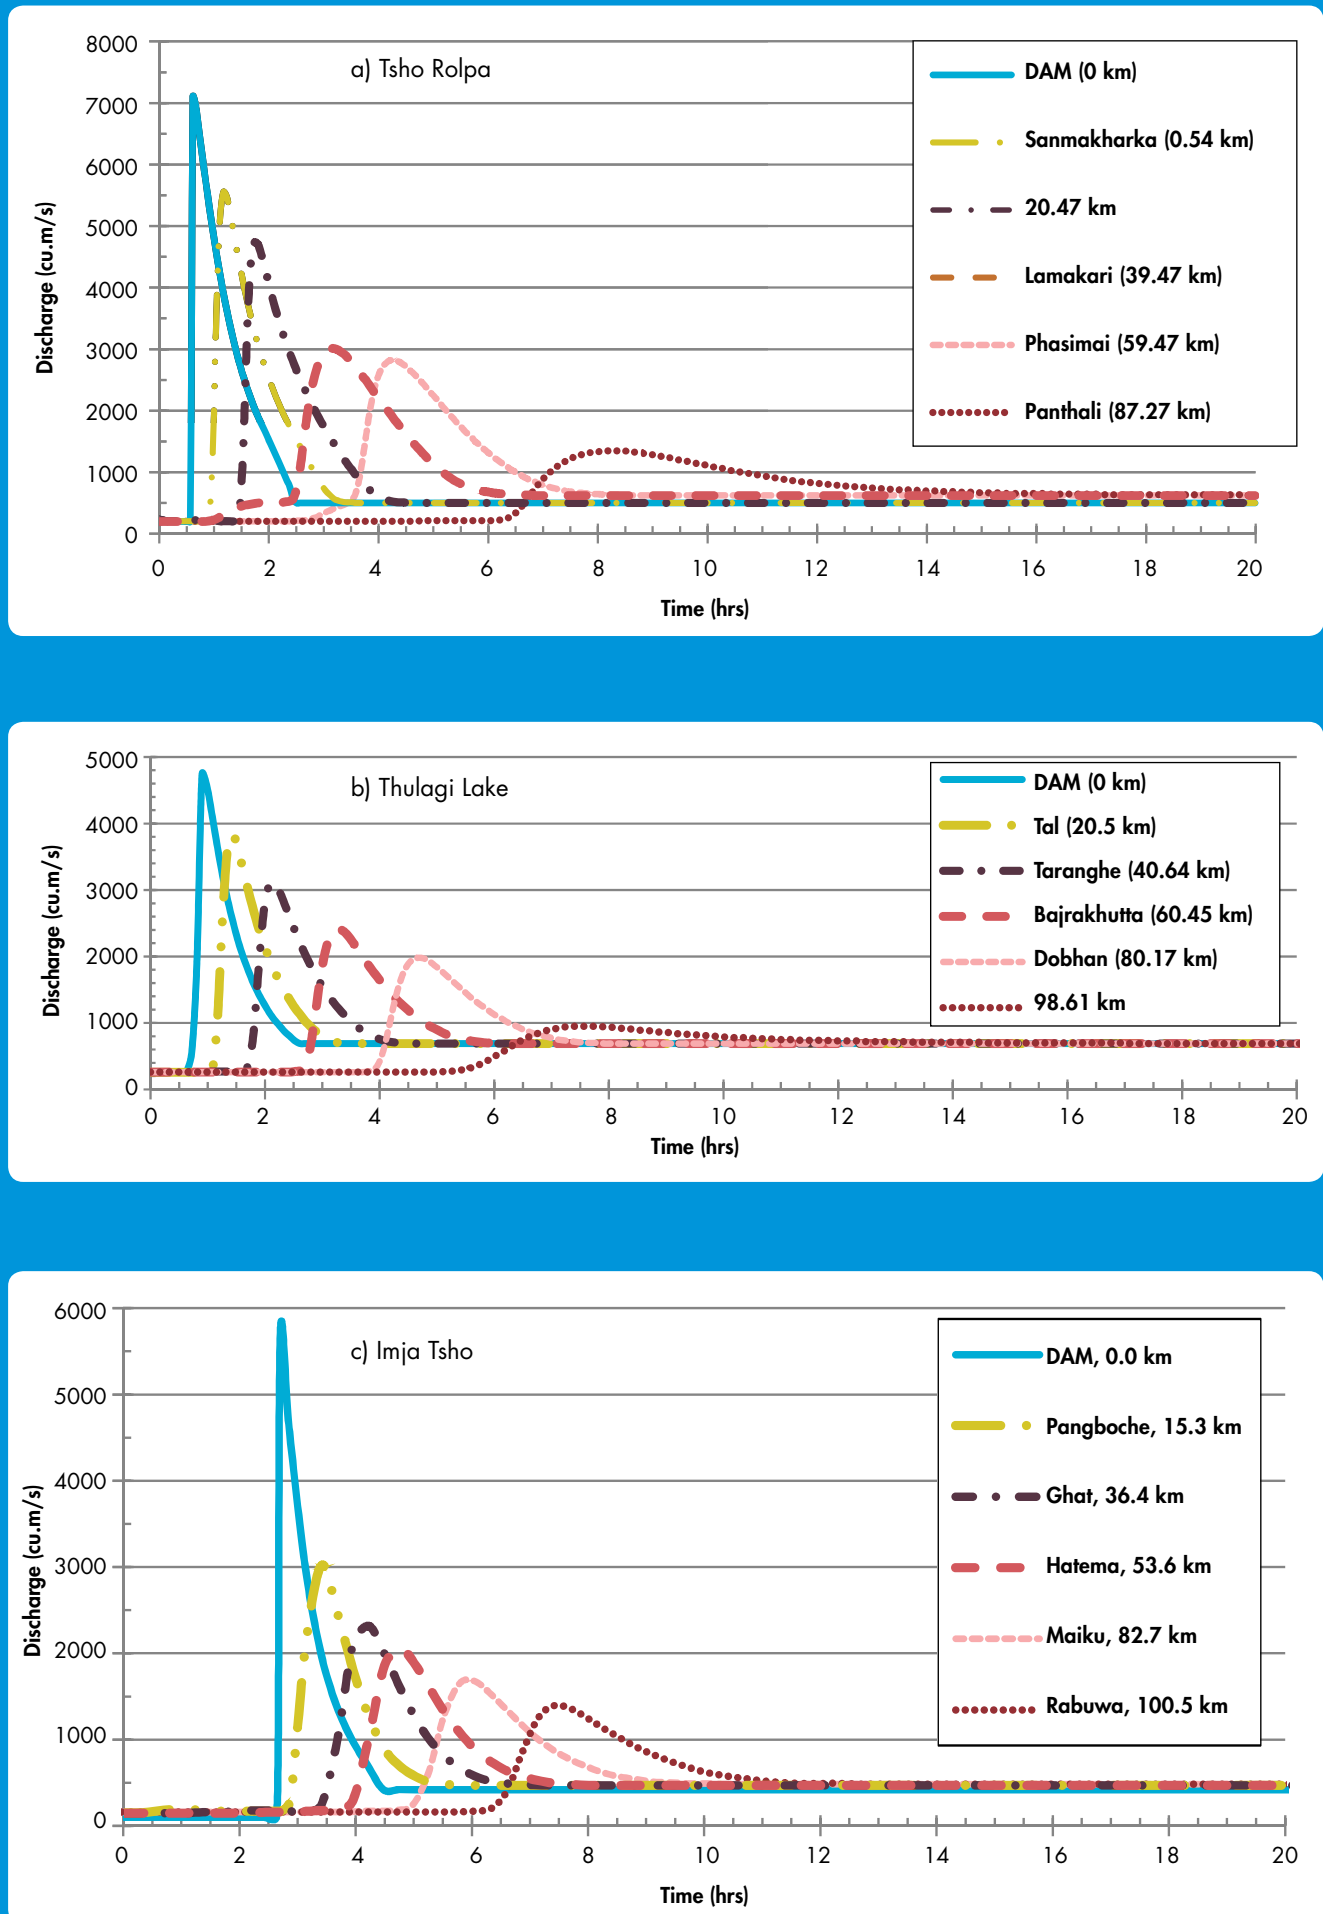 a) Tsho Rolpa
8000
7000
6000
5000
4000
3000
2000
1000
0
Discharge (cu.m/s)
0 2 4 6 8 10 12 14 16 18 20
Time (hrs)
DAM (0 km)
Sanmakharka (0.54 km)
20.47 km
Lamakari (39.47 km)
Phasimai (59.47 km)
Panthali (87.27 km)
b) Thulagi Lake
5000
4000
3000
2000
1000
0
Discharge (cu.m/s)
0 2 4 6 8 10 12 14 16 18 20
Time (hrs)
DAM (0 km)
Tal (20.5 km)
Taranghe (40.64 km)
Bajrakhutta (60.45 km)
Dobhan (80.17 km)
98.61 km
c) Imja Tsho
6000
5000
4000
3000
2000
1000
0
Discharge (cu.m/s)
0 2 4 6 8 10 12 14 16 18 20
Time (hrs)
DAM, 0.0 km
Pangboche, 15.3 km
Ghat, 36.4 km
Hatema, 53.6 km
Maiku, 82.7 km
Rabuwa, 100.5 km